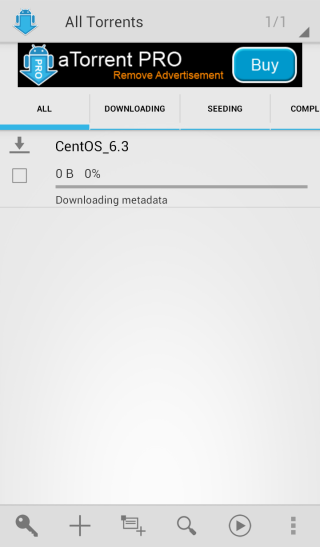 All Torrents 1/1
PRO
aTorrent PRO
Remove Advertisement
Buy
ALL DOWNLOADING SEEDING COMPL
CentOS_6.3
0 B 0%
Downloading metadata